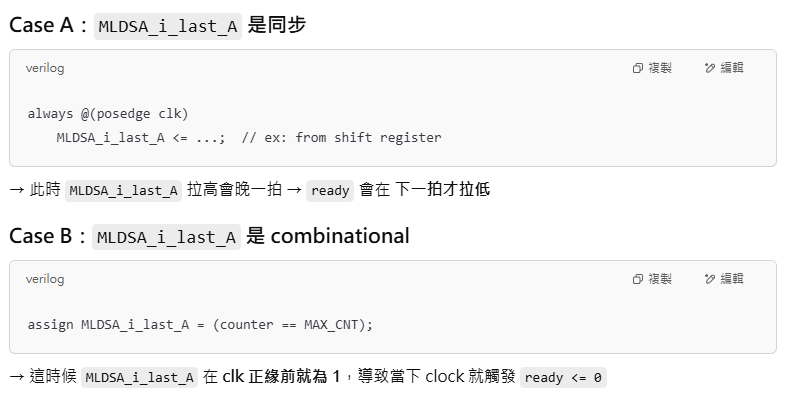 Case A：MLDSA_i_last_A 是同步
verilog 複製 編輯
always @(posedge clk)
    MLDSA_i_last_A <= ...;  // ex: from shift register
→ 此時 MLDSA_i_last_A 拉高會晚一拍 → ready 會在 下一拍才拉低
Case B：MLDSA_i_last_A 是 combinational
verilog 複製 編輯
assign MLDSA_i_last_A = (counter == MAX_CNT);
→ 這時候 MLDSA_i_last_A 在 clk 正緣前就為 1，導致當下 clock 就觸發 ready <= 0